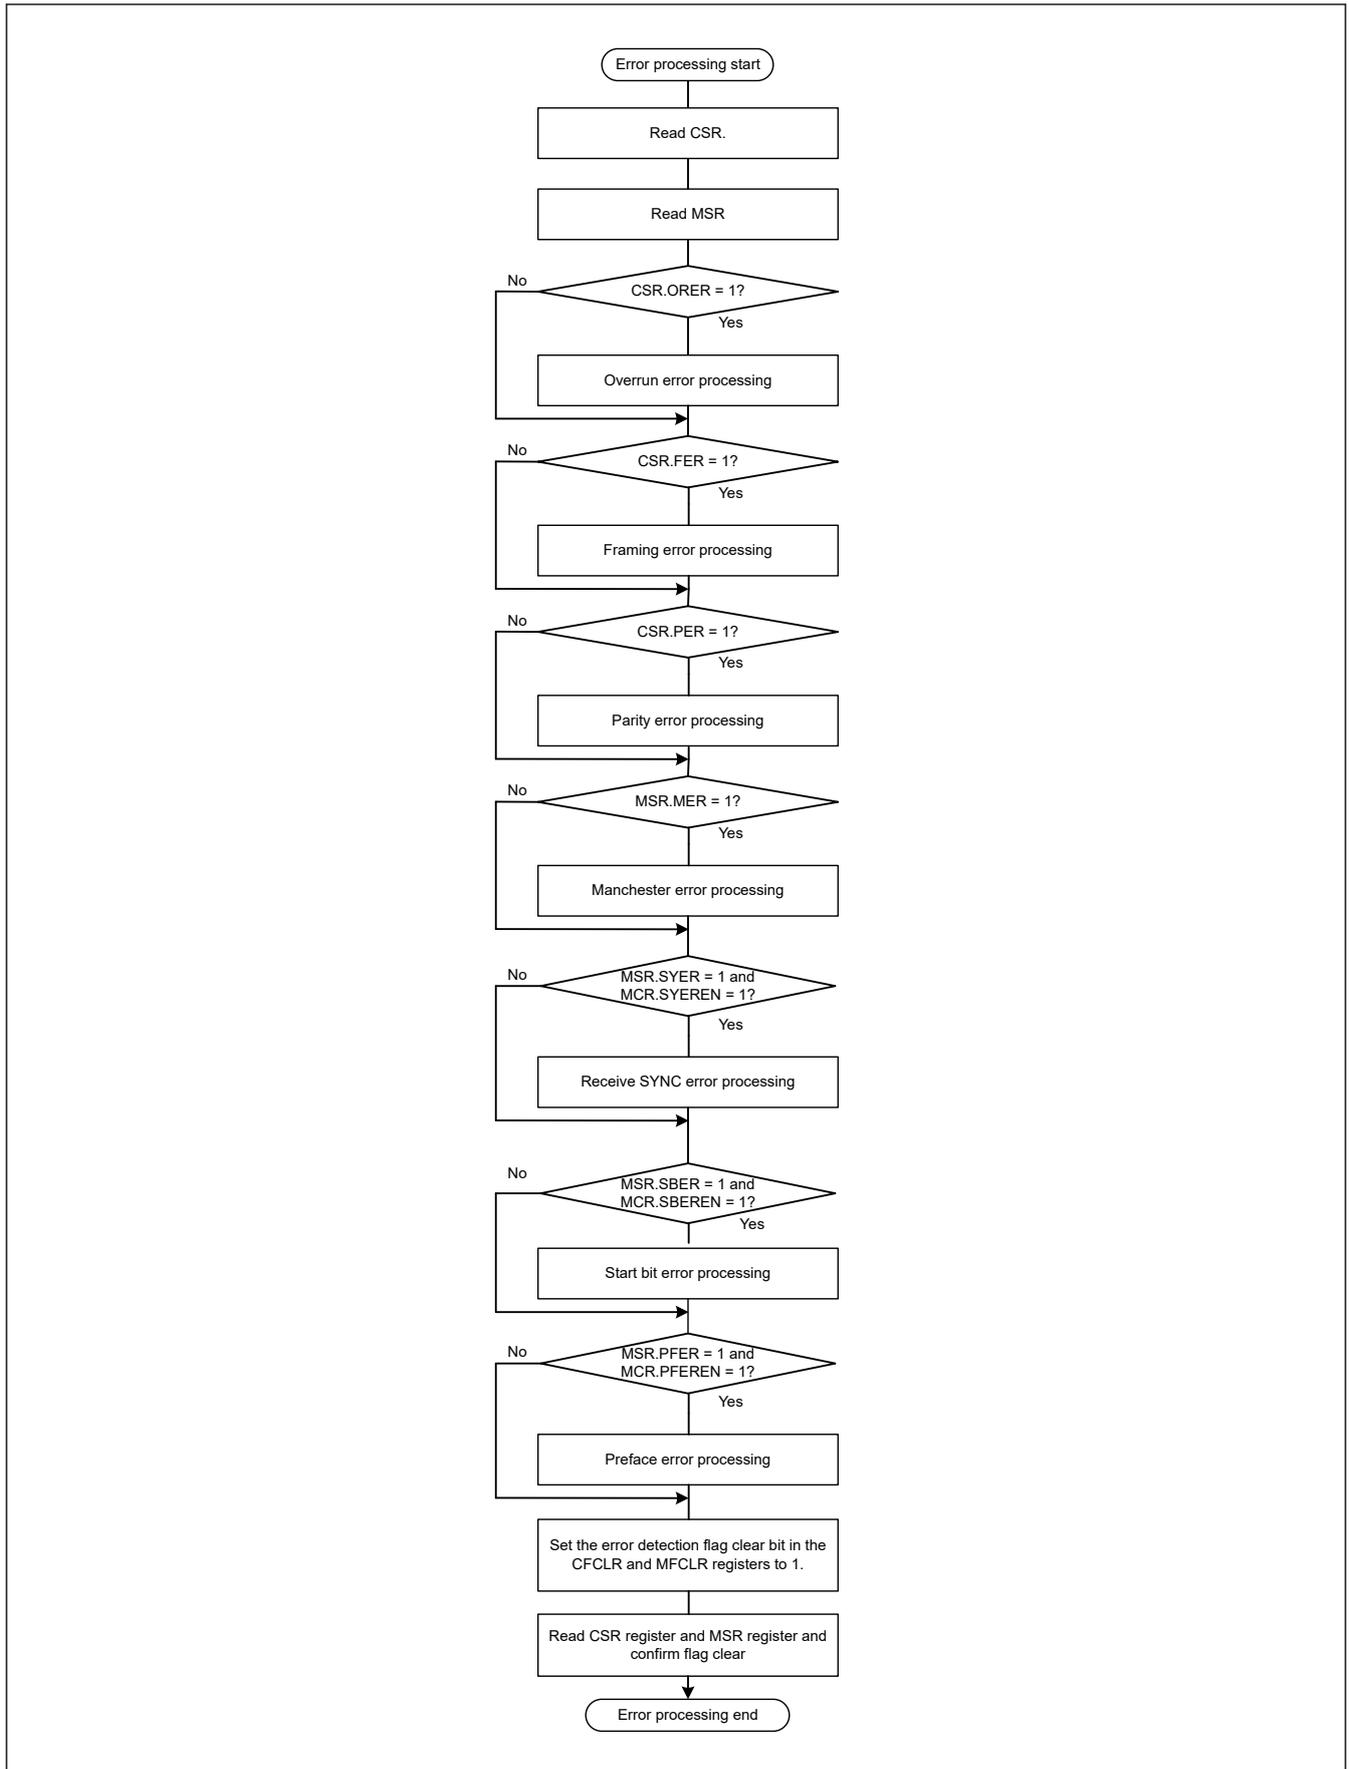 Error processing start
Read CSR.
Read MSR
No
CSR.ORER = 1?
Yes
Overrun error processing
No
CSR.FER = 1?
Yes
Framing error processing
No
CSR.PER = 1?
Yes
Parity error processing
No
MSR.MER = 1?
Yes
Manchester error processing
No
MSR.SYER = 1 and
MCR.SYEREN = 1?
Yes
Receive SYNC error processing
No
MSR.SBER = 1 and
MCR.SBEREN = 1?
Yes
Start bit error processing
No
MSR.PFER = 1 and
MCR.PFEREN = 1?
Yes
Preface error processing
Set the error detection flag clear bit in the
CFCLR and MFCLR registers to 1.
Read CSR register and MSR register and
confirm flag clear
Error processing end